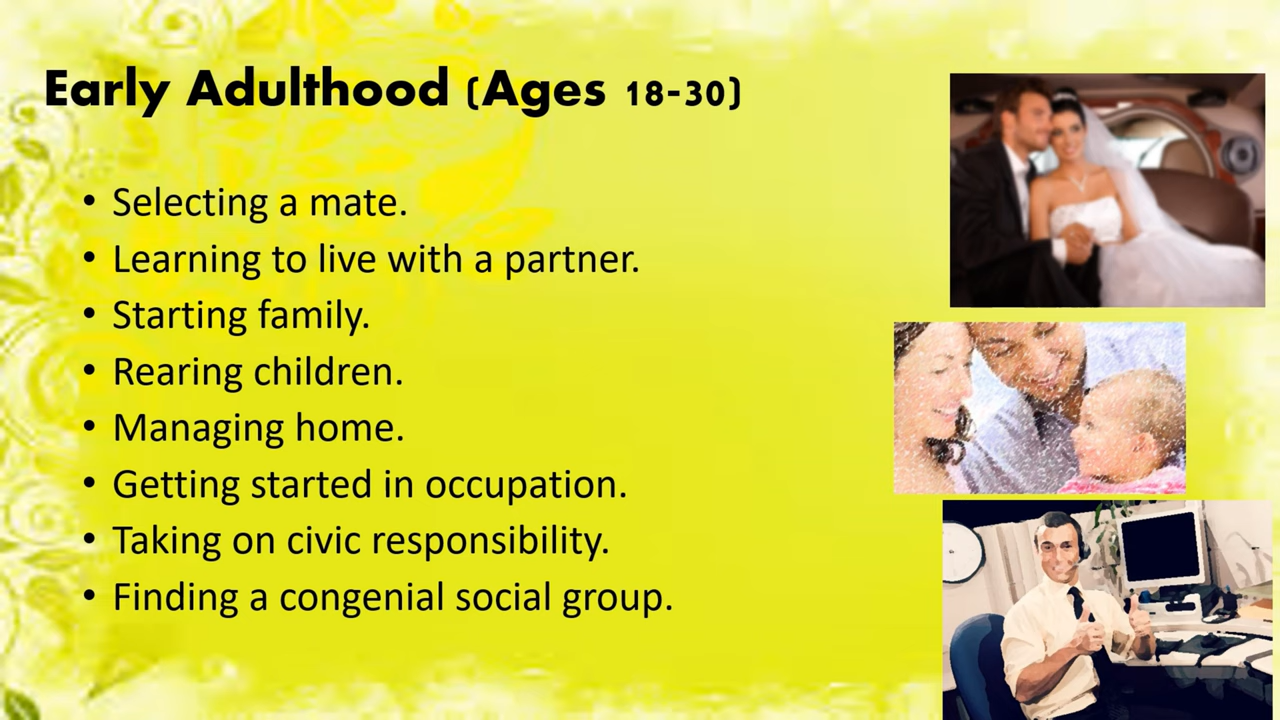 Early Adulthood (Ages 18-30)
• Selecting a mate.
• Learning to live with a partner.
• Starting family.
• Rearing children.
• Managing home.
• Getting started in occupation.
• Taking on civic responsibility.
• Finding a congenial social group.